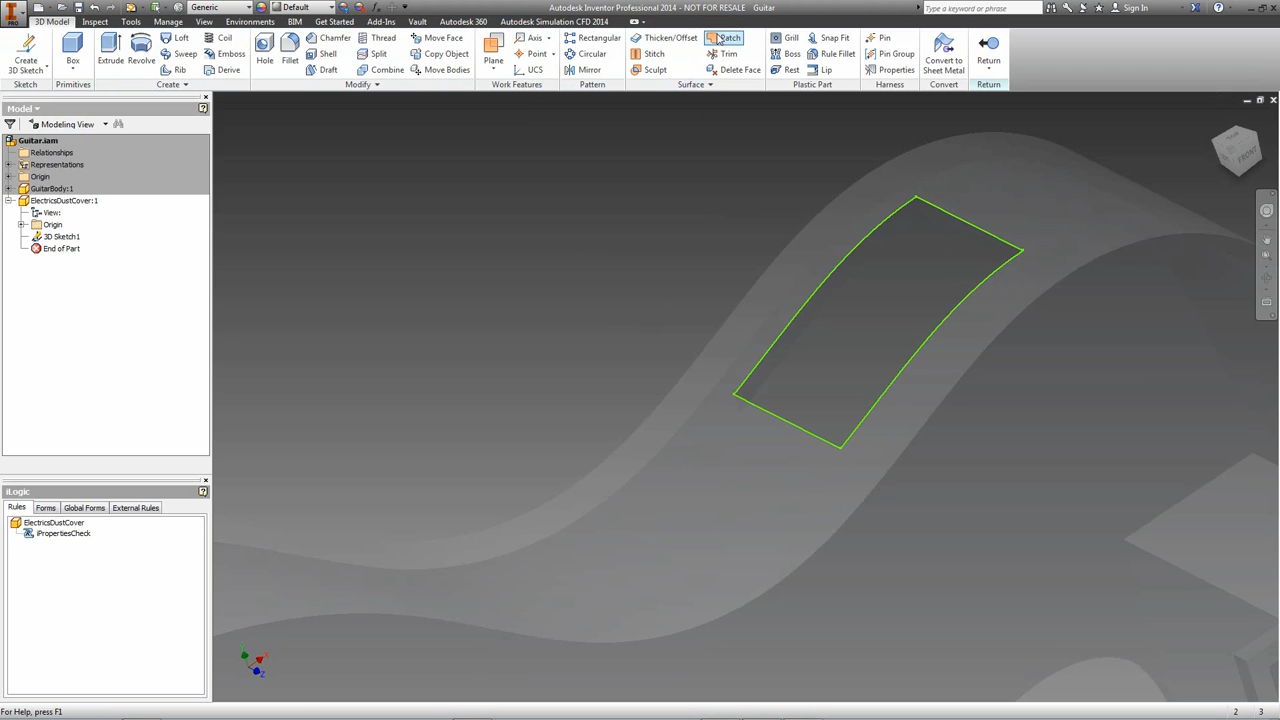 Generic Default Autodesk Inventor Professional 2014 - NOT FOR RESALE Guitar Type a keyword or phrase Sign In
PRO 3D Model Inspect Tools Manage View Environments BIM Get Started Add-Ins Vault Autodesk 360 Autodesk Simulation CFD 2014
Create
3D Sketch
Box
Extrude Revolve
Loft Coil
Sweep Emboss
Rib Derive
Hole Fillet
Chamfer Thread Move Face
Shell Split Copy Object
Draft Combine Move Bodies
Plane
Axis
Point
UCS
Rectangular
Circular
Mirror
Thicken/Offset Patch
Stitch Trim
Sculpt Delete Face
Grill Snap Fit
Boss Rule Fillet
Rest Lip
Pin
Pin Group
Properties
Convert to
Sheet Metal
Return
Sketch Primitives Create Modify Work Features Pattern Surface Plastic Part Harness Convert Return
Model
Modeling View
Guitar.iam
Relationships
Representations
Origin
GuitarBody:1
ElectricsDustCover:1
View:
Origin
3D Sketch1
End of Part
iLogic
Rules Forms Global Forms External Rules
ElectricsDustCover
iPropertiesCheck
FRONT
For Help, press F1 2 3